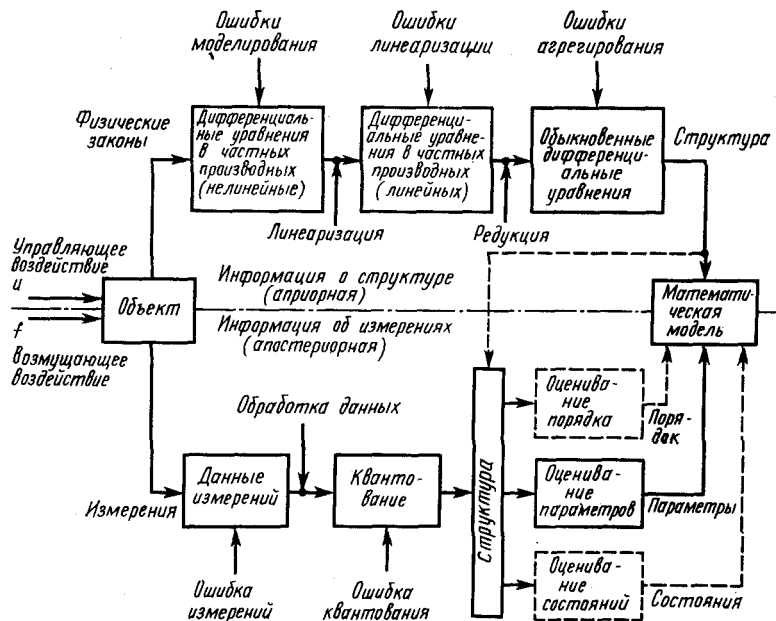 Ошибки
моделирования
Ошибки
линеаризации
Ошибки
агрегирования
Физические
законы
Дифференциаль-
ные уравнения
в частных
производных
(нелинейные)
Дифференци-
альные уравне-
ния в частных
производных
(линейных)
Обыкновенные
дифференци-
альные
уравнения
Структура
Линеаризация
Редукция
Управляющее
воздействие
u
Объект
f
Возмущающее
воздействие
Информация о структуре
(априорная)
Информация об измерениях
(апостериорная)
Математи-
ческая
модель
Обработка данных
Измерения
Данные
измерений
Квант-
вание
Структура
Оценива-
ние
порядка
Поря-
док
Оценива-
ние
параметров
Параметры
Оценива-
ние
состояний
Состояния
Ошибка
измерений
Ошибка
квантования